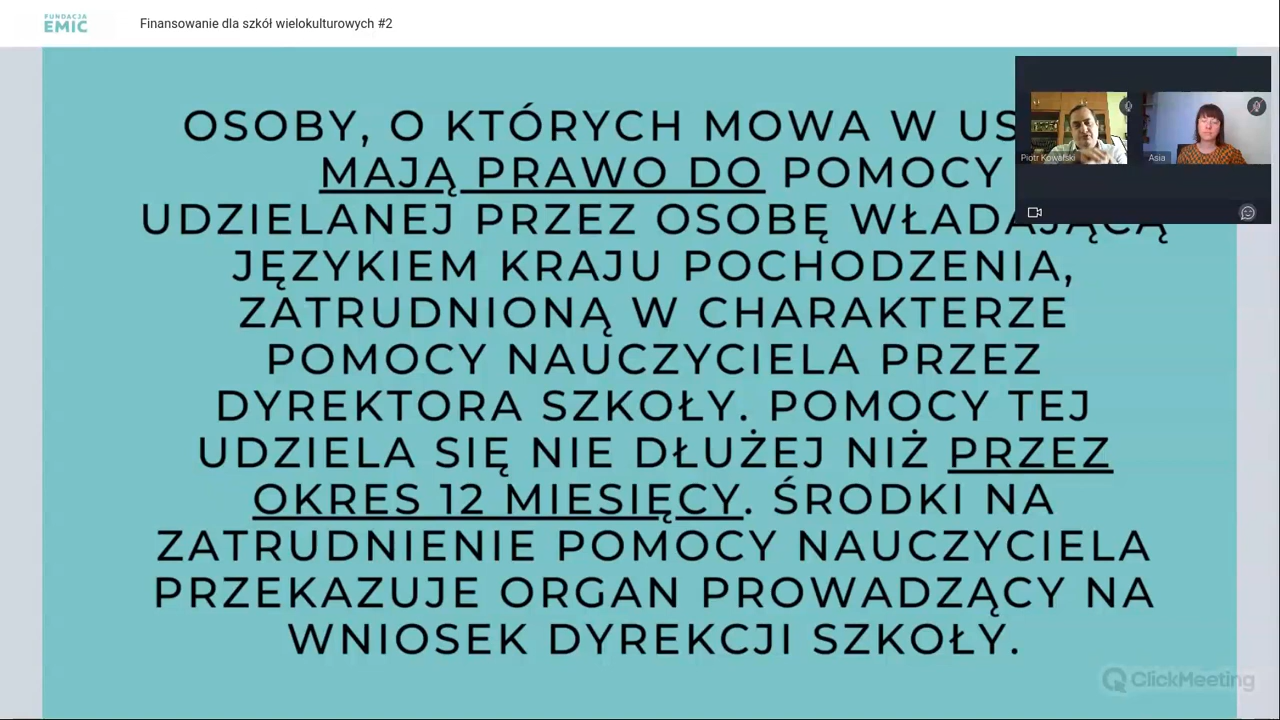 FUNDACJA
EMIC
Finansowanie dla szkół wielokulturowych #2
OSOBY, O KTÓRYCH MOWA W
MAJĄ PRAWO DO POMOCY
UDZIELANEJ PRZEZ OSOBĘ WŁADAJĄCĄ
JĘZYKIEM KRAJU POCHODZENIA,
ZATRUDNIONĄ W CHARAKTERZE
POMOCY NAUCZYCIELA PRZEZ
DYREKTORA SZKOŁY. POMOCY TEJ
UDZIELA SIĘ NIE DŁUŻEJ NIŻ PRZEZ
OKRES 12 MIESIĘCY. ŚRODKI NA
ZATRUDNIENIE POMOCY NAUCZYCIELA
PRZEKAZUJE ORGAN PROWADZĄCY NA
WNIOSEK DYREKCJI SZKOŁY.
Piotr Kowalski
Asia
ClickMeeting